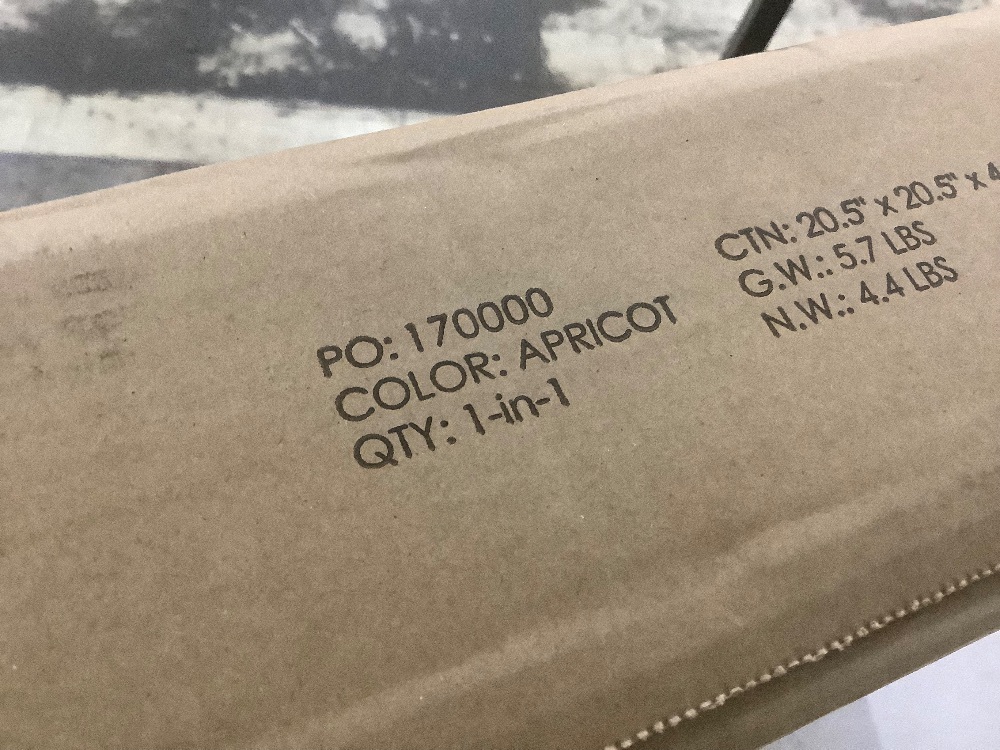 PO: 170000
COLOR: APRICOT
QTY: 1-in-1
CTN: 20.5" x 20.5" x 4
G.W.: 5.7 LBS
N.W.: 4.4 LBS